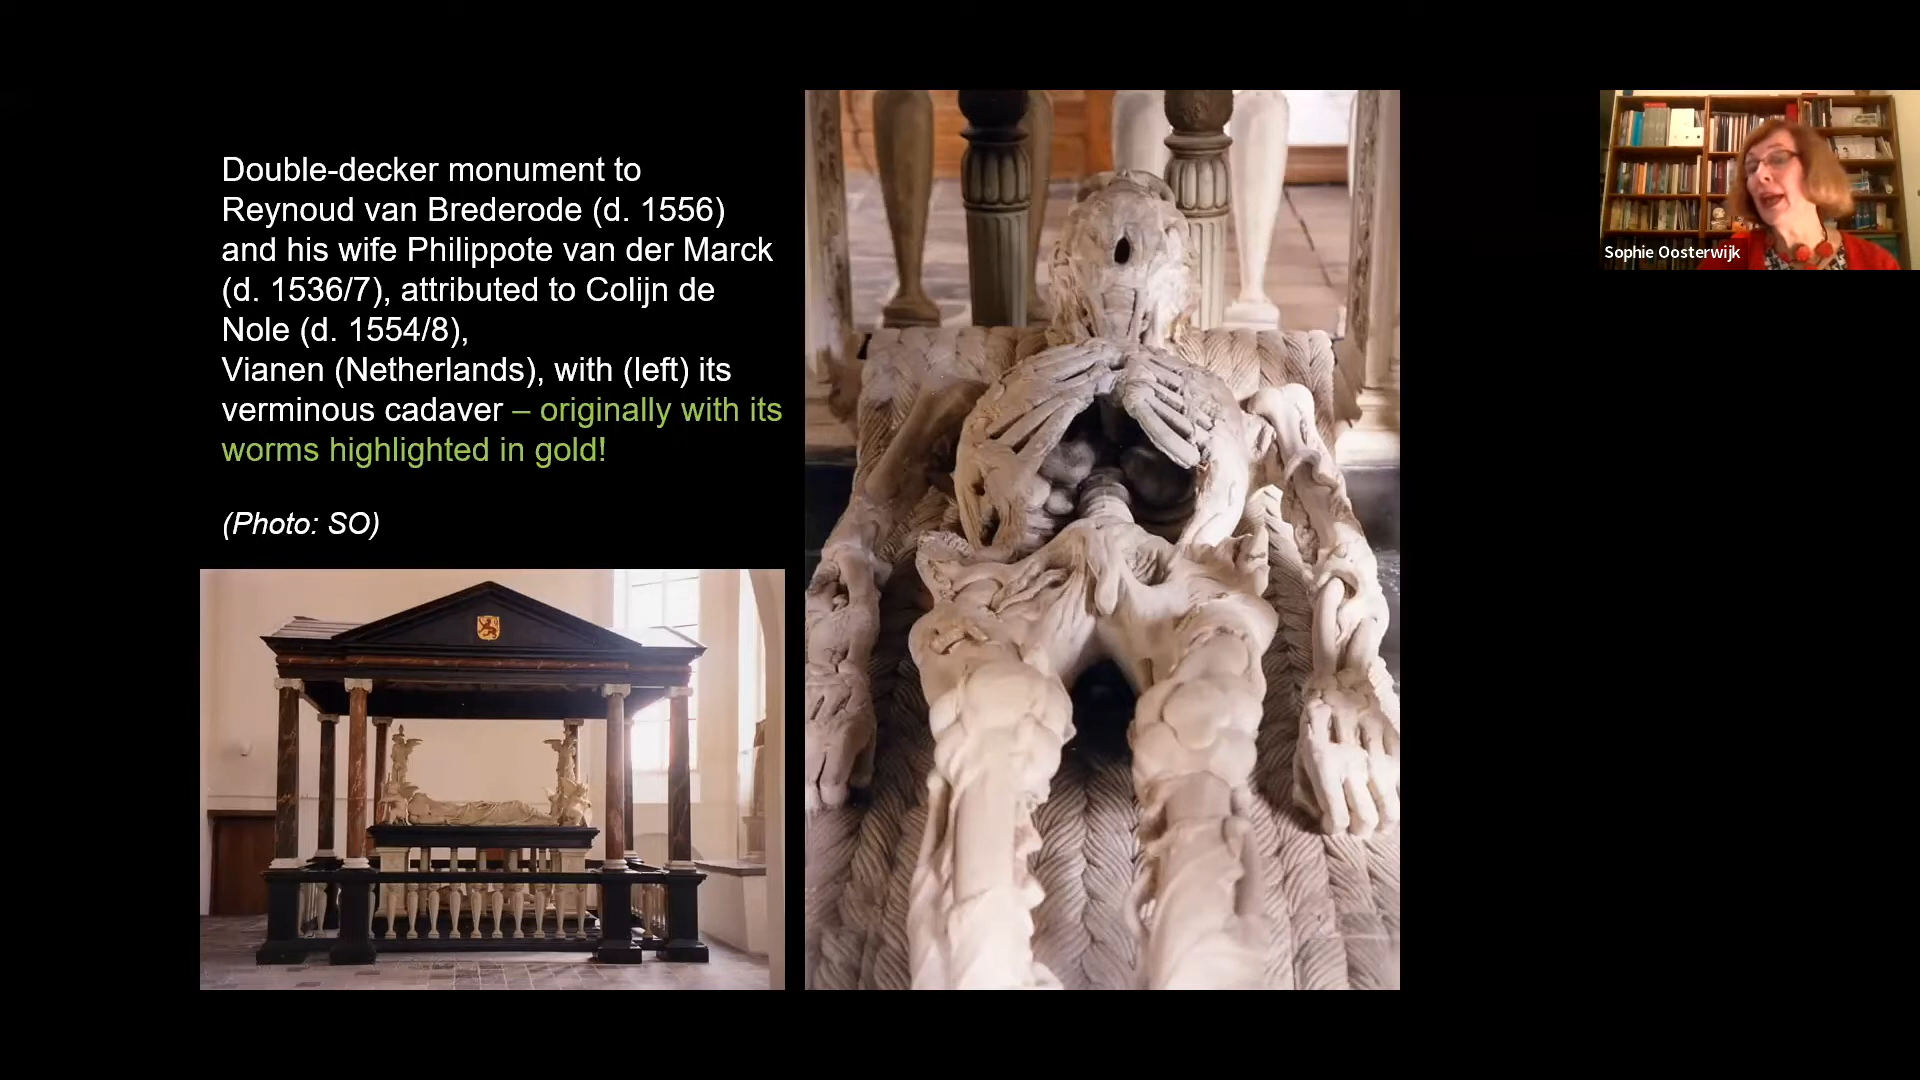 Double-decker monument to
Reynoud van Brederode (d. 1556)
and his wife Philippote van der Marck
(d. 1536/7), attributed to Colijn de
Nole (d. 1554/8),
Vianen (Netherlands), with (left) its
verminous cadaver – originally with its
worms highlighted in gold!
(Photo: SO)
Sophie Oosterwijk